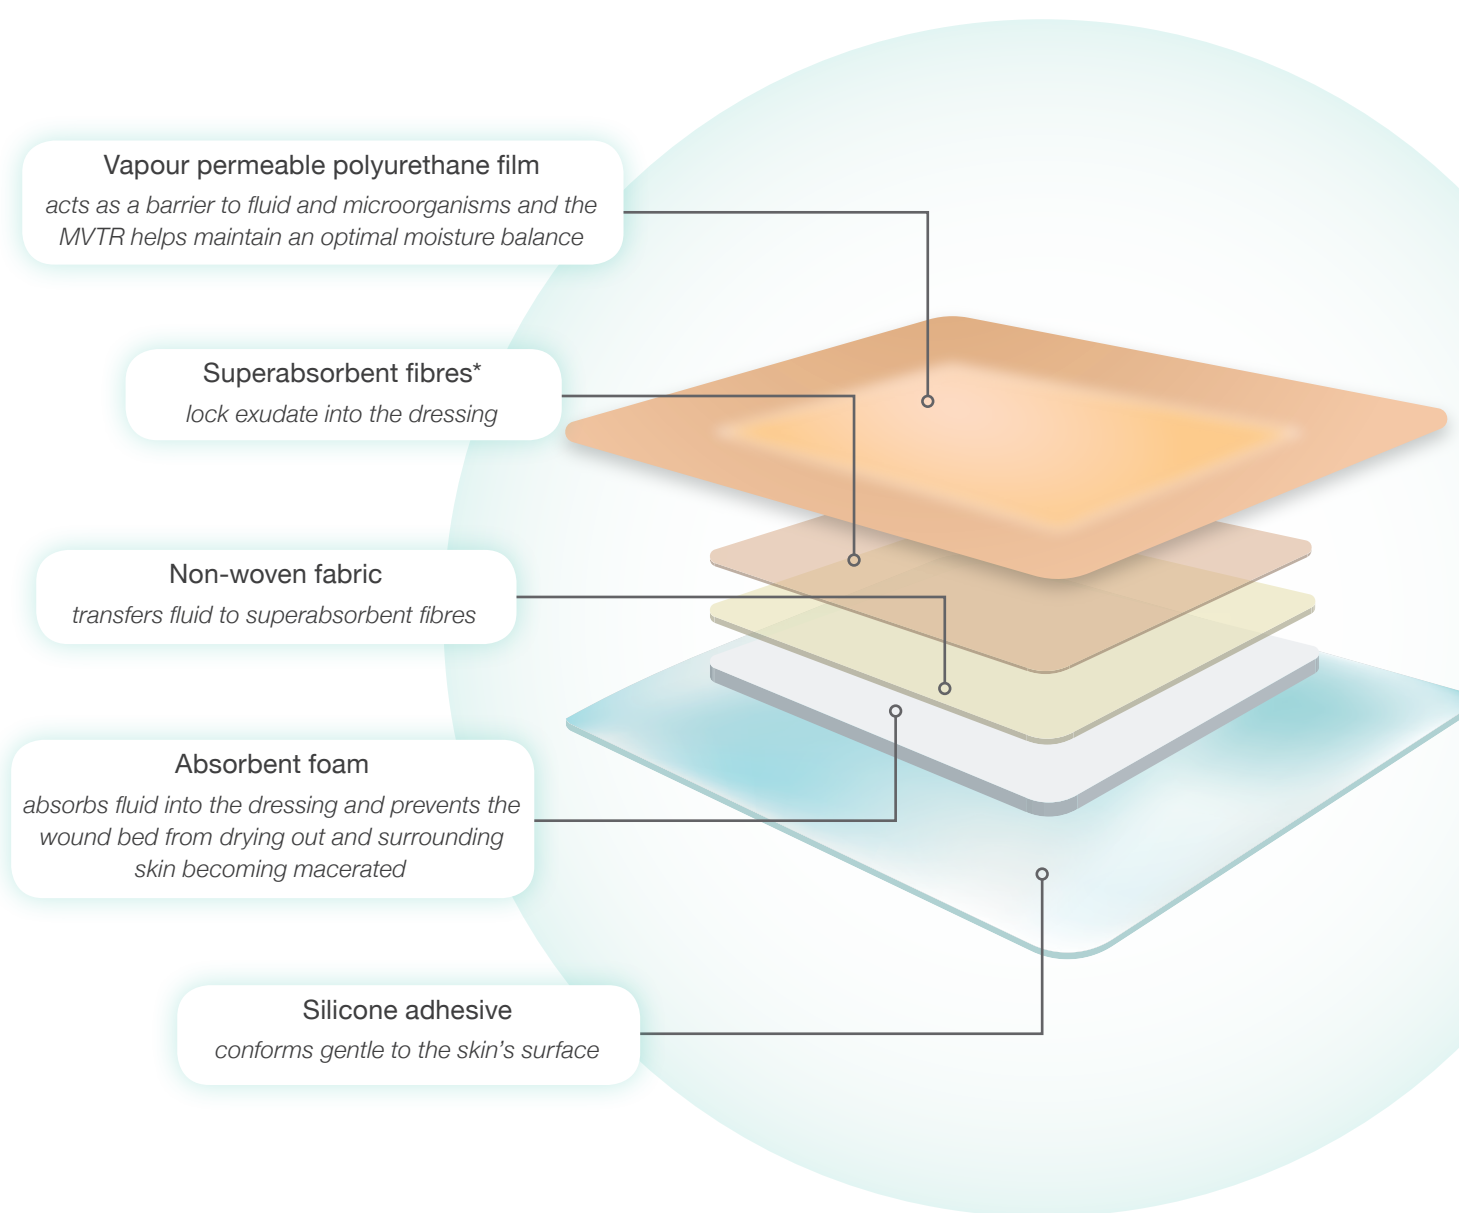 Vapour permeable polyurethane film
acts as a barrier to fluid and microorganisms and the
MVTR helps maintain an optimal moisture balance
Superabsorbent fibres*
lock exudate into the dressing
Non-woven fabric
transfers fluid to superabsorbent fibres
Absorbent foam
absorbs fluid into the dressing and prevents the
wound bed from drying out and surrounding
skin becoming macerated
Silicone adhesive
conforms gentle to the skin’s surface